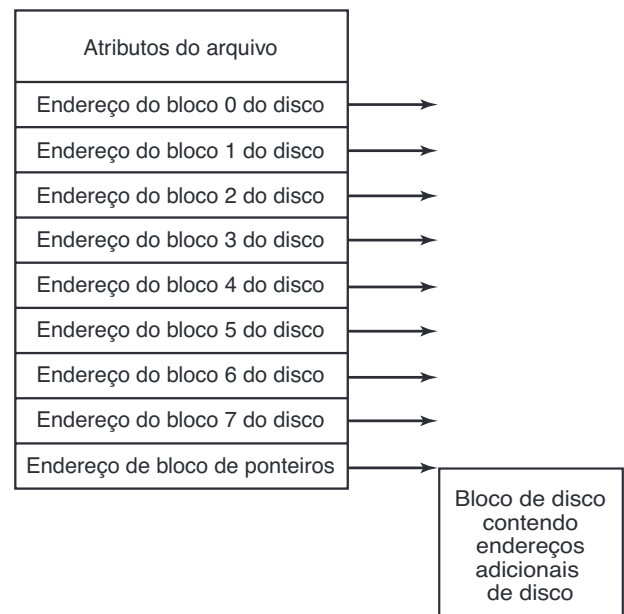 Atributos do arquivo
Endereço do bloco 0 do disco
Endereço do bloco 1 do disco
Endereço do bloco 2 do disco
Endereço do bloco 3 do disco
Endereço do bloco 4 do disco
Endereço do bloco 5 do disco
Endereço do bloco 6 do disco
Endereço do bloco 7 do disco
Endereço de bloco de ponteiros
Bloco de disco
contendo
endereços
adicionais
de disco